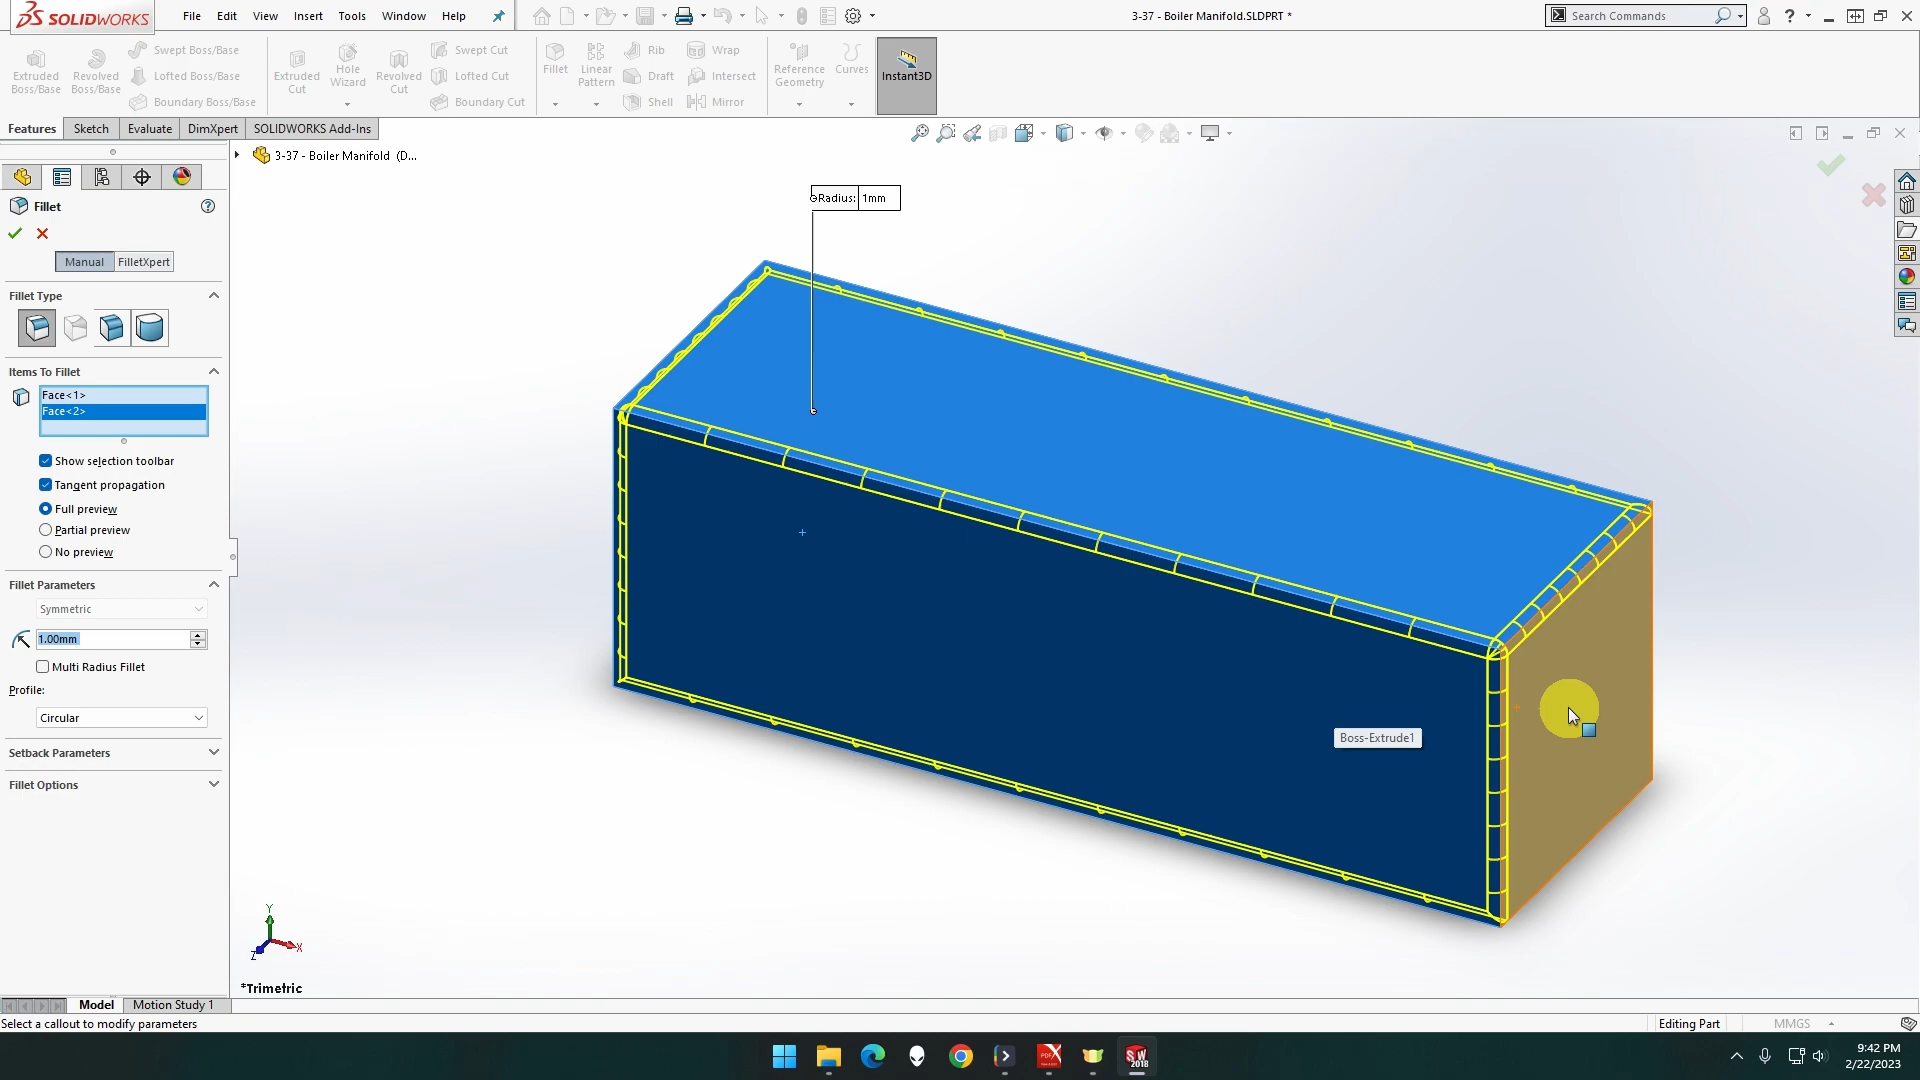 SOLIDWORKS
File Edit View Insert Tools Window Help
3-37 - Boiler Manifold.SLDPRT *
Search Commands
Extruded Boss/Base
Revolved Boss/Base
Swept Boss/Base
Lofted Boss/Base
Boundary Boss/Base
Extruded Cut
Hole Wizard
Revolved Cut
Swept Cut
Lofted Cut
Boundary Cut
Fillet
Linear Pattern
Rib
Draft
Shell
Wrap
Intersect
Mirror
Reference Geometry
Curves
Instant3D
Features Sketch Evaluate DimXpert SOLIDWORKS Add-Ins
3-37 - Boiler Manifold (D...
Fillet
Manual FilletXpert
Fillet Type
Items To Fillet
Face<1>
Face<2>
Show selection toolbar
Tangent propagation
Full preview
Partial preview
No preview
Fillet Parameters
Symmetric
1.00mm
Multi Radius Fillet
Profile:
Circular
Setback Parameters
Fillet Options
Radius: 1mm
Boss-Extrude1
Y
X
Z
*Trimetric
Model Motion Study 1
Select a callout to modify parameters
Editing Part
MMGS
PDF
SW
2018
9:42 PM
2/22/2023